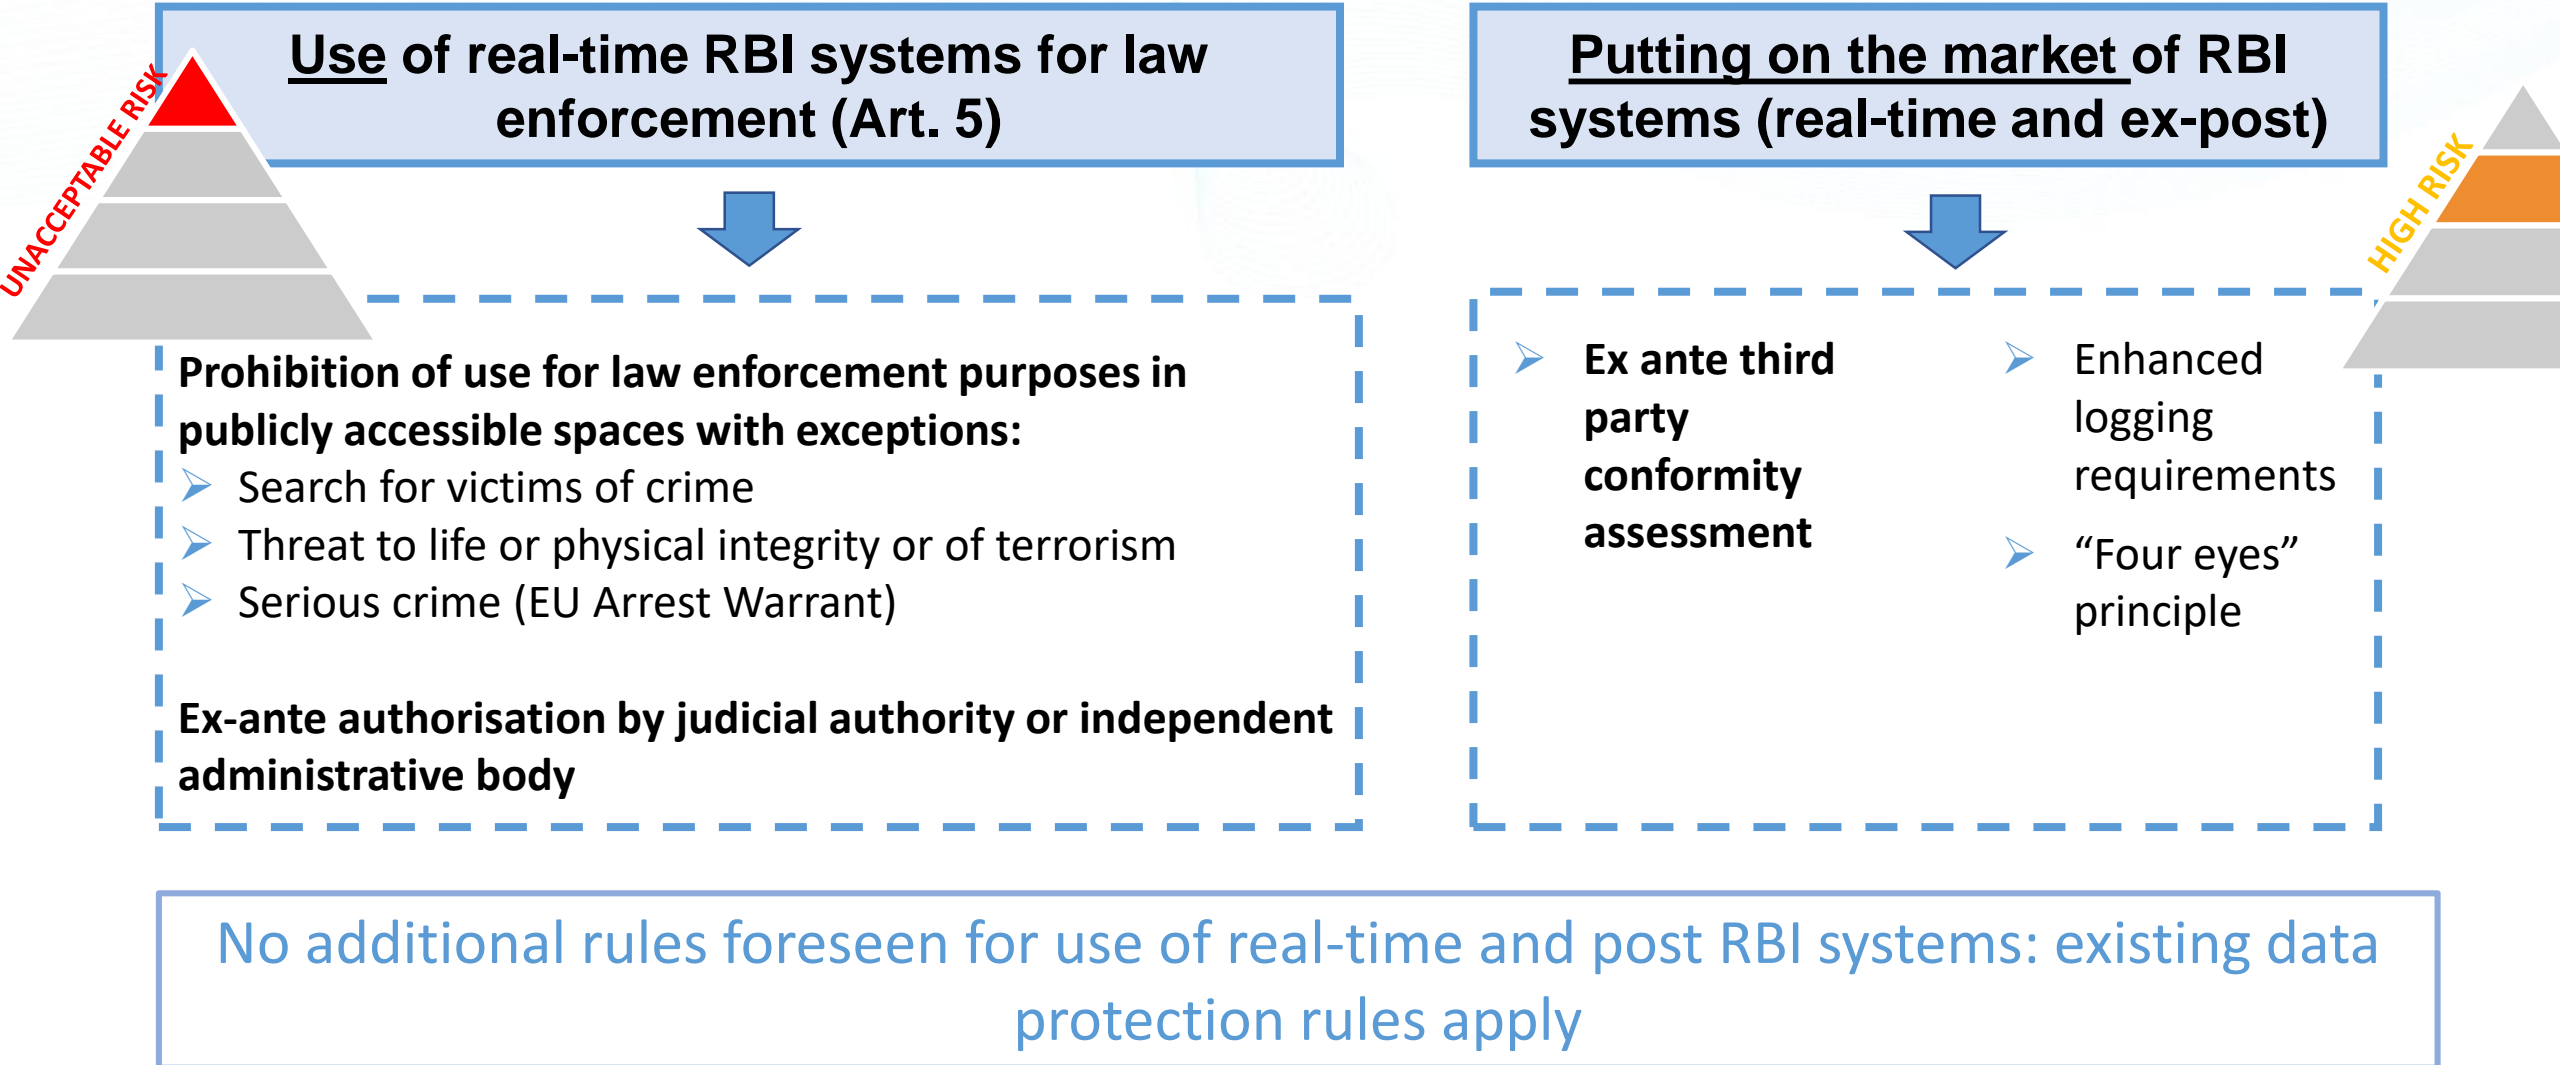 UNACCEPTABLE RISK
Use of real-time RBI systems for law
enforcement (Art. 5)
Prohibition of use for law enforcement purposes in
publicly accessible spaces with exceptions:
➢ Search for victims of crime
➢ Threat to life or physical integrity or of terrorism
➢ Serious crime (EU Arrest Warrant)
Ex-ante authorisation by judicial authority or independent
administrative body
Putting on the market of RBI
systems (real-time and ex-post)
HIGH RISK
➢ Ex ante third
party
conformity
assessment
➢ Enhanced
logging
requirements
➢ “Four eyes”
principle
No additional rules foreseen for use of real-time and post RBI systems: existing data
protection rules apply